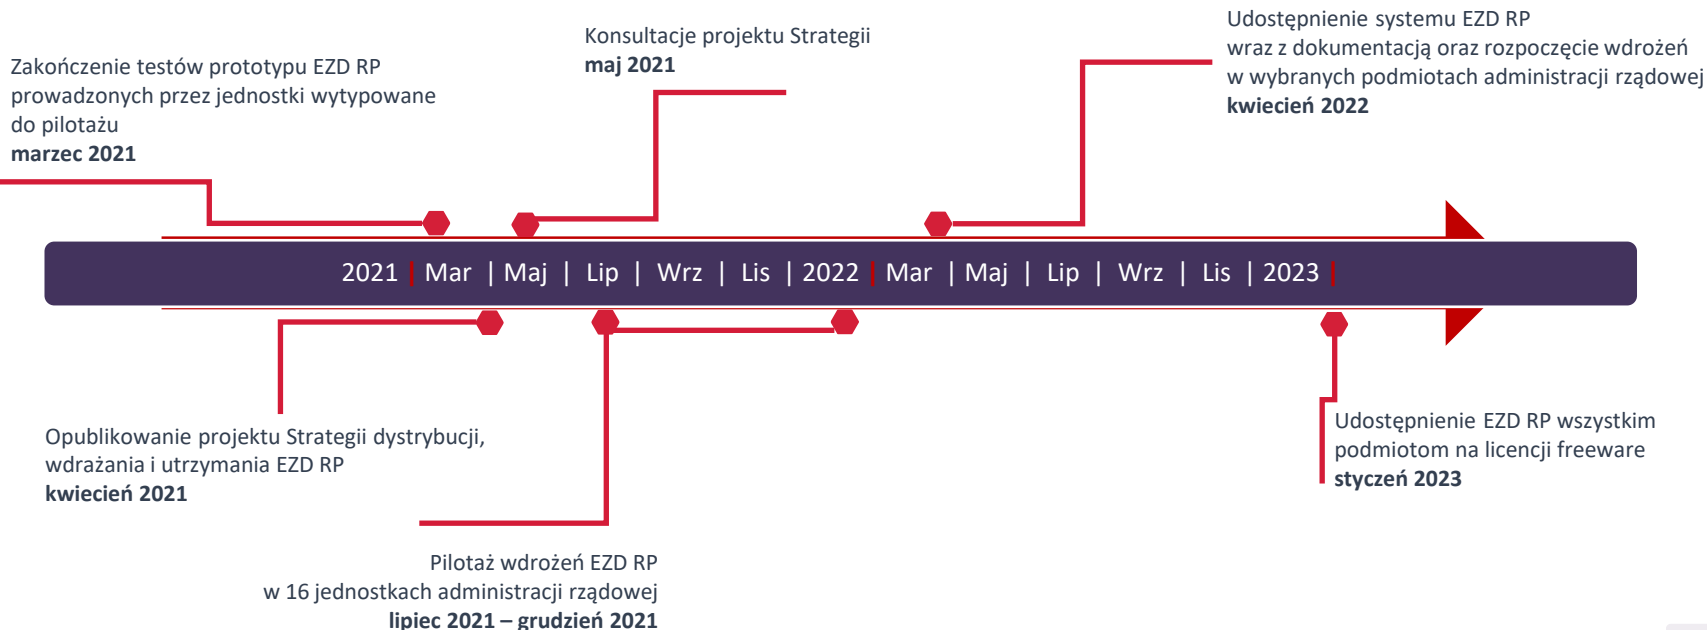 Zakończenie testów prototypu EZD RP
prowadzonych przez jednostki wytypowane
do pilotażu
marzec 2021
Konsultacje projektu Strategii
maj 2021
Udostępnienie systemu EZD RP
wraz z dokumentacją oraz rozpoczęcie wdrożeń
w wybranych podmiotach administracji rządowej
kwiecień 2022
2021 | Mar | Maj | Lip | Wrz | Lis | 2022 | Mar | Maj | Lip | Wrz | Lis | 2023 |
Opublikowanie projektu Strategii dystrybucji,
wdrażania i utrzymania EZD RP
kwiecień 2021
Pilotaż wdrożeń EZD RP
w 16 jednostkach administracji rządowej
lipiec 2021 – grudzień 2021
Udostępnienie EZD RP wszystkim
podmiotom na licencji freeware
styczeń 2023